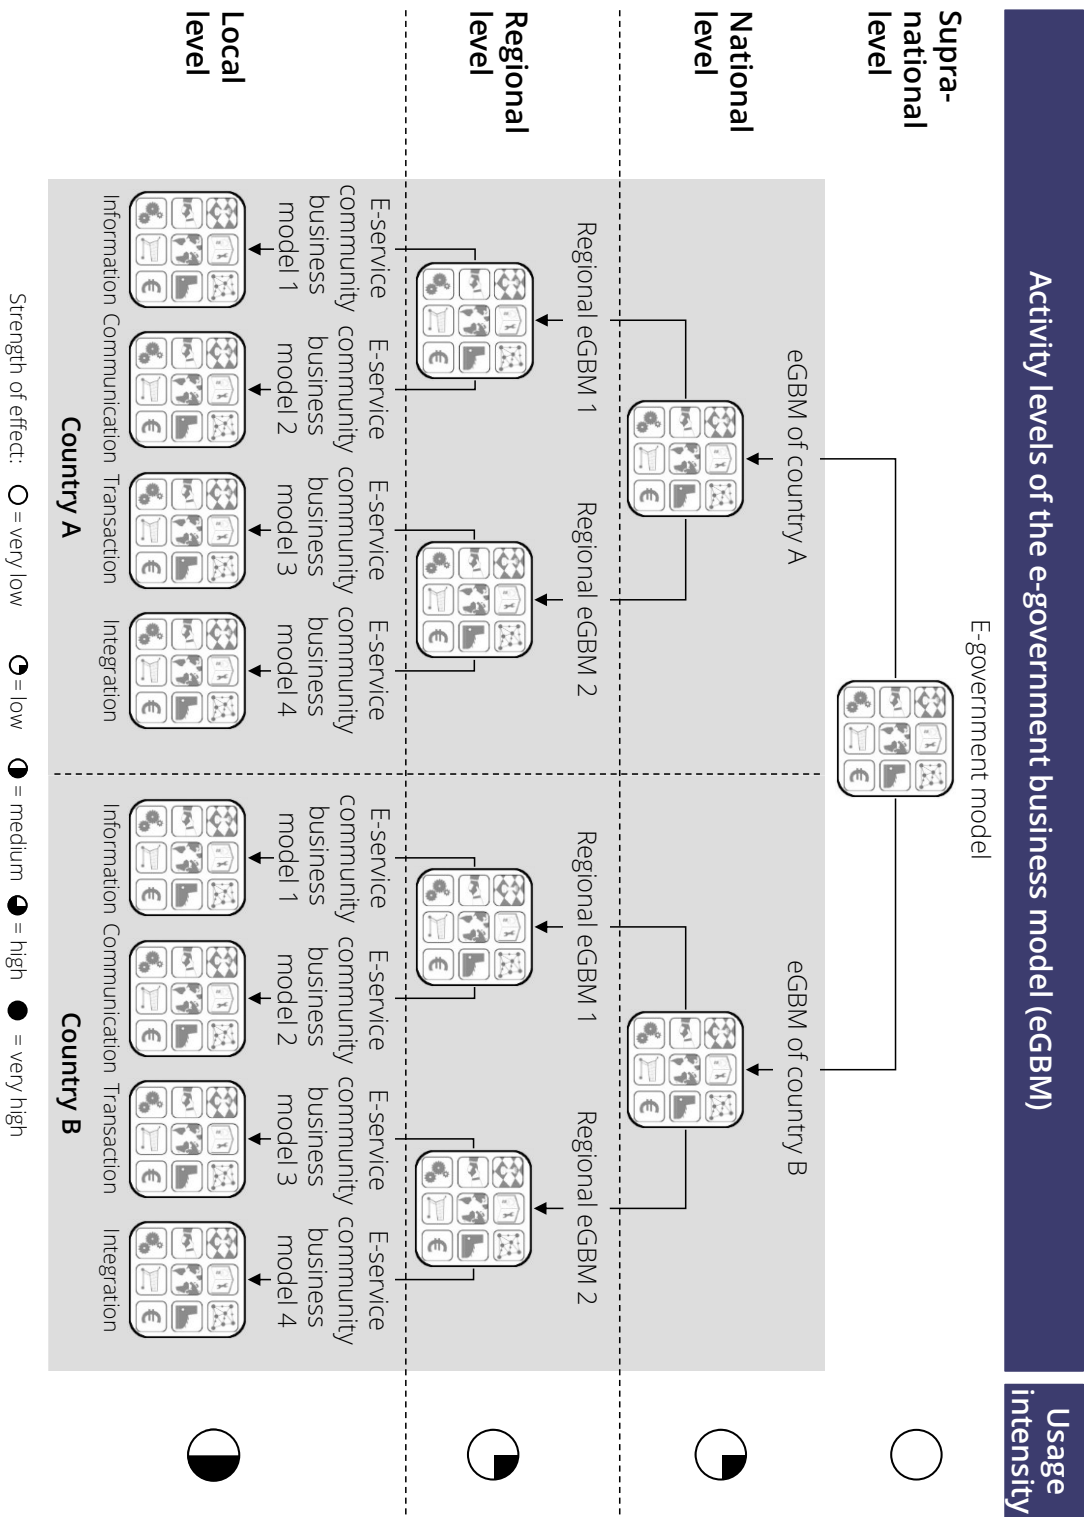 Activity levels of the e-government business model (eGBM)
Usage
intensity
Supra-
national
level
E-government model
National
level
eGBM of country A
eGBM of country B
Regional
level
Regional eGBM 1
Regional eGBM 2
Regional eGBM 1
Regional eGBM 2
Local
level
E-service
community
business
model 1
E-service
community
business
model 2
E-service
community
business
model 3
E-service
community
business
model 4
E-service
community
business
model 1
E-service
community
business
model 2
E-service
community
business
model 3
E-service
community
business
model 4
Information
Communication
Transaction
Integration
Information
Communication
Transaction
Integration
Country A
Country B
Strength of effect: = very low = low = medium = high = very high